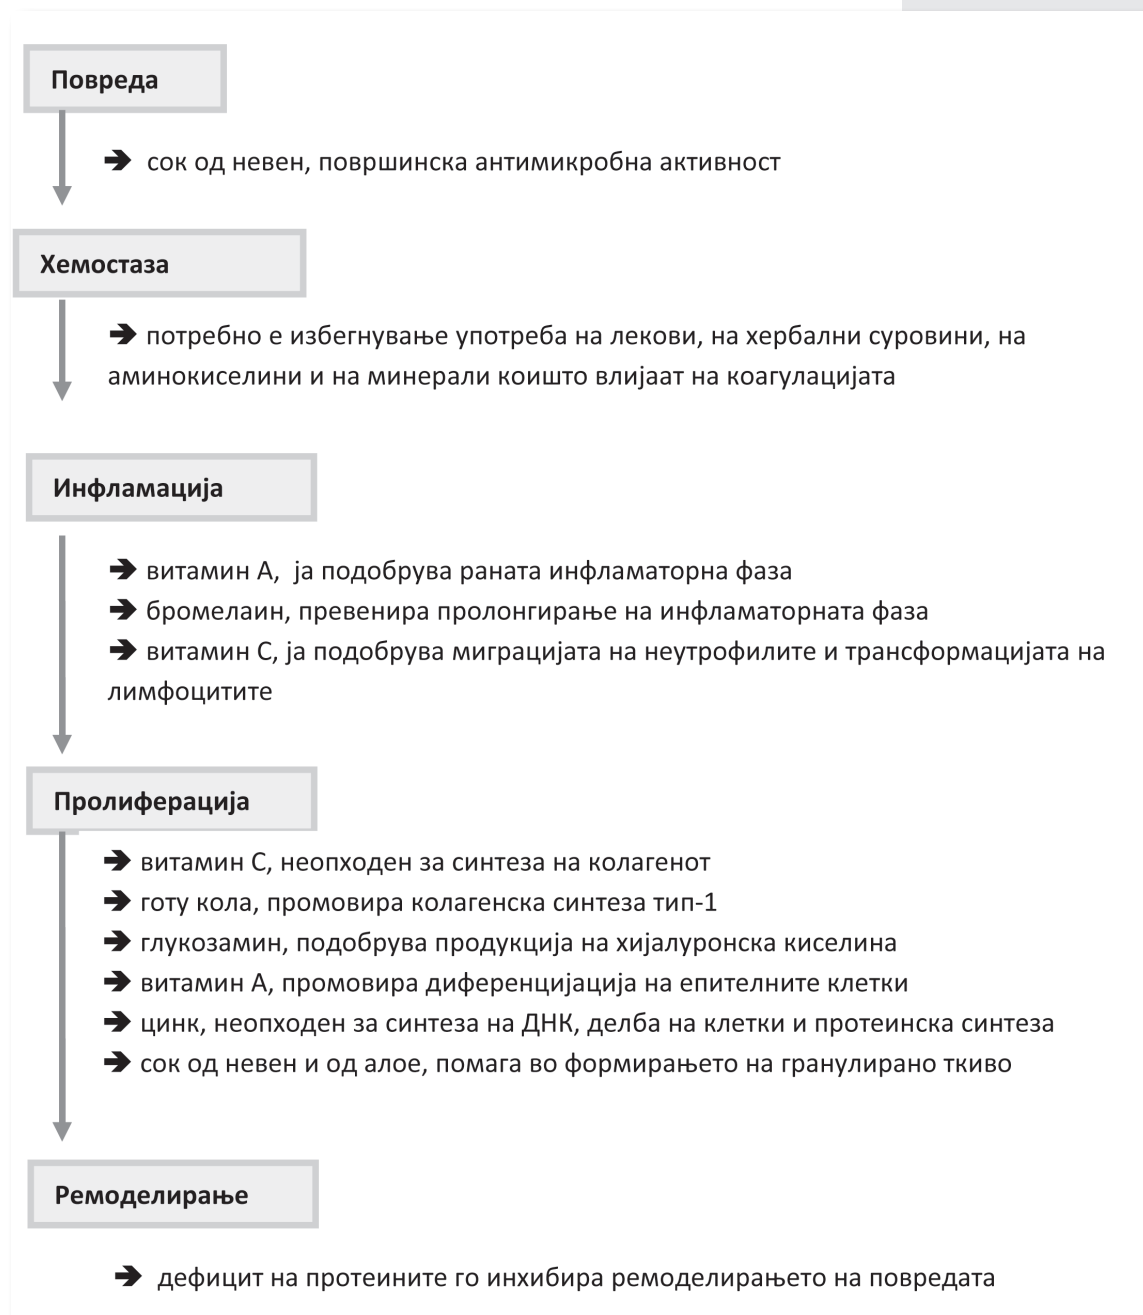 Повреда
➔ сок од невен, површинска антимикробна активност
Хемостаза
➔ потребно е избегнување употреба на лекови, на хербални суровини, на
аминокиселини и на минерали коишто влијаат на коагулацијата
Инфламација
➔ витамин А, ја подобрува раната инфламаторна фаза
➔ бромелаин, превенира пролонгирање на инфламаторната фаза
➔ витамин С, ја подобрува миграцијата на неутрофилите и трансформацијата на
лимфоцитите
Пролиферација
➔ витамин С, неопходен за синтеза на колагенот
➔ готу кола, промовира колагенска синтеза тип-1
➔ глукозамин, подобрува продукција на хијалуронска киселина
➔ витамин А, промовира диференцијација на епителните клетки
➔ цинк, неопходен за синтеза на ДНК, делба на клетки и протеинска синтеза
➔ сок од невен и од алое, помага во формирањето на гранулирано ткиво
Ремоделирање
➔ дефицит на протеините го инхибира ремоделирањето на повредата